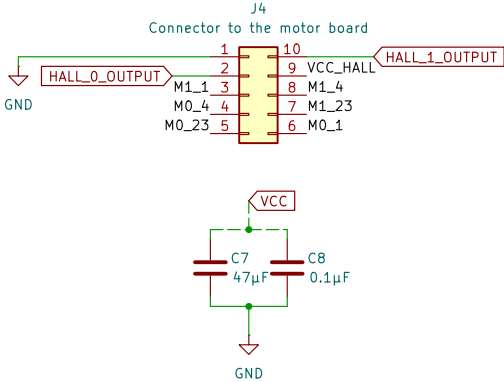 J4
Connector to the motor board
1 10 HALL_1_OUTPUT
HALL_0_OUTPUT 2 9 VCC_HALL
M1_1 3 8 M1_4
GND M0_4 4 7 M1_23
M0_23 5 6 M0_1
VCC
C7 C8
47µF 0.1µF
GND